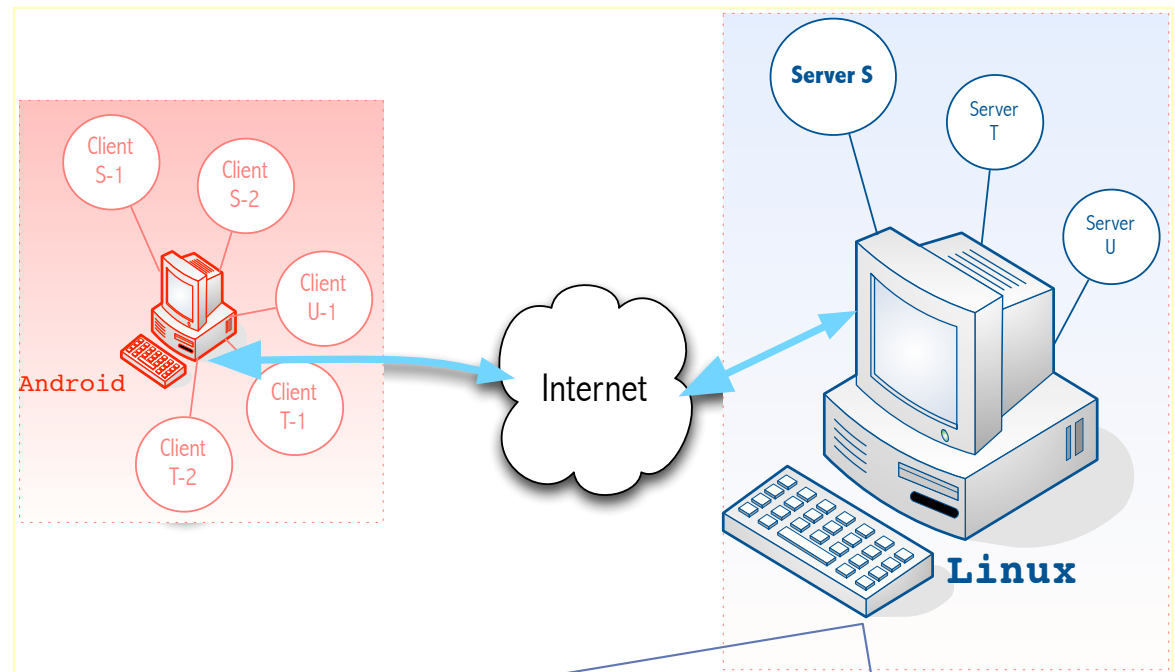 Client
S-1
Client
S-2
Client
U-1
Client
T-1
Client
T-2
Android
Internet
Server S
Server
T
Server
U
Linux